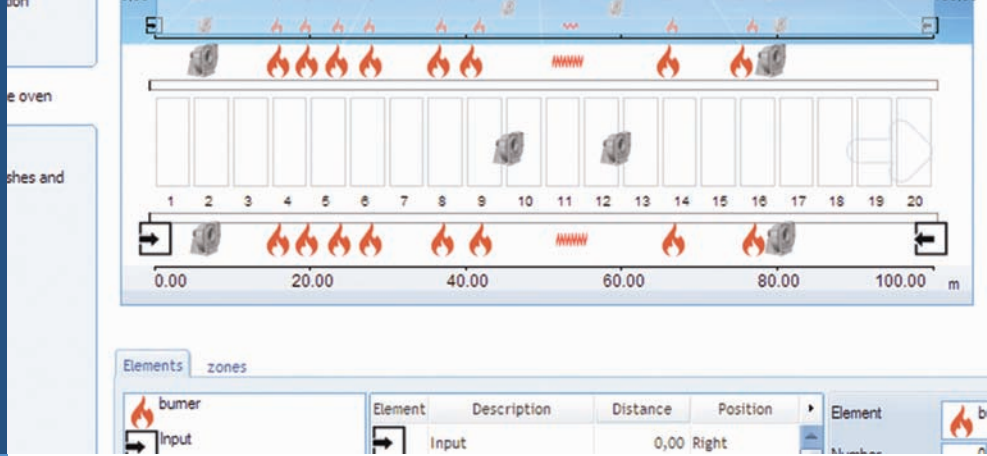 e oven
shes and
1 2 3 4 5 6 7 8 9 10 11 12 13 14 15 16 17 18 19 20
0.00 20.00 40.00 60.00 80.00 100.00 m
Elements zones
burner
Input
Element Description Distance Position
Input 0,00 Right
Element